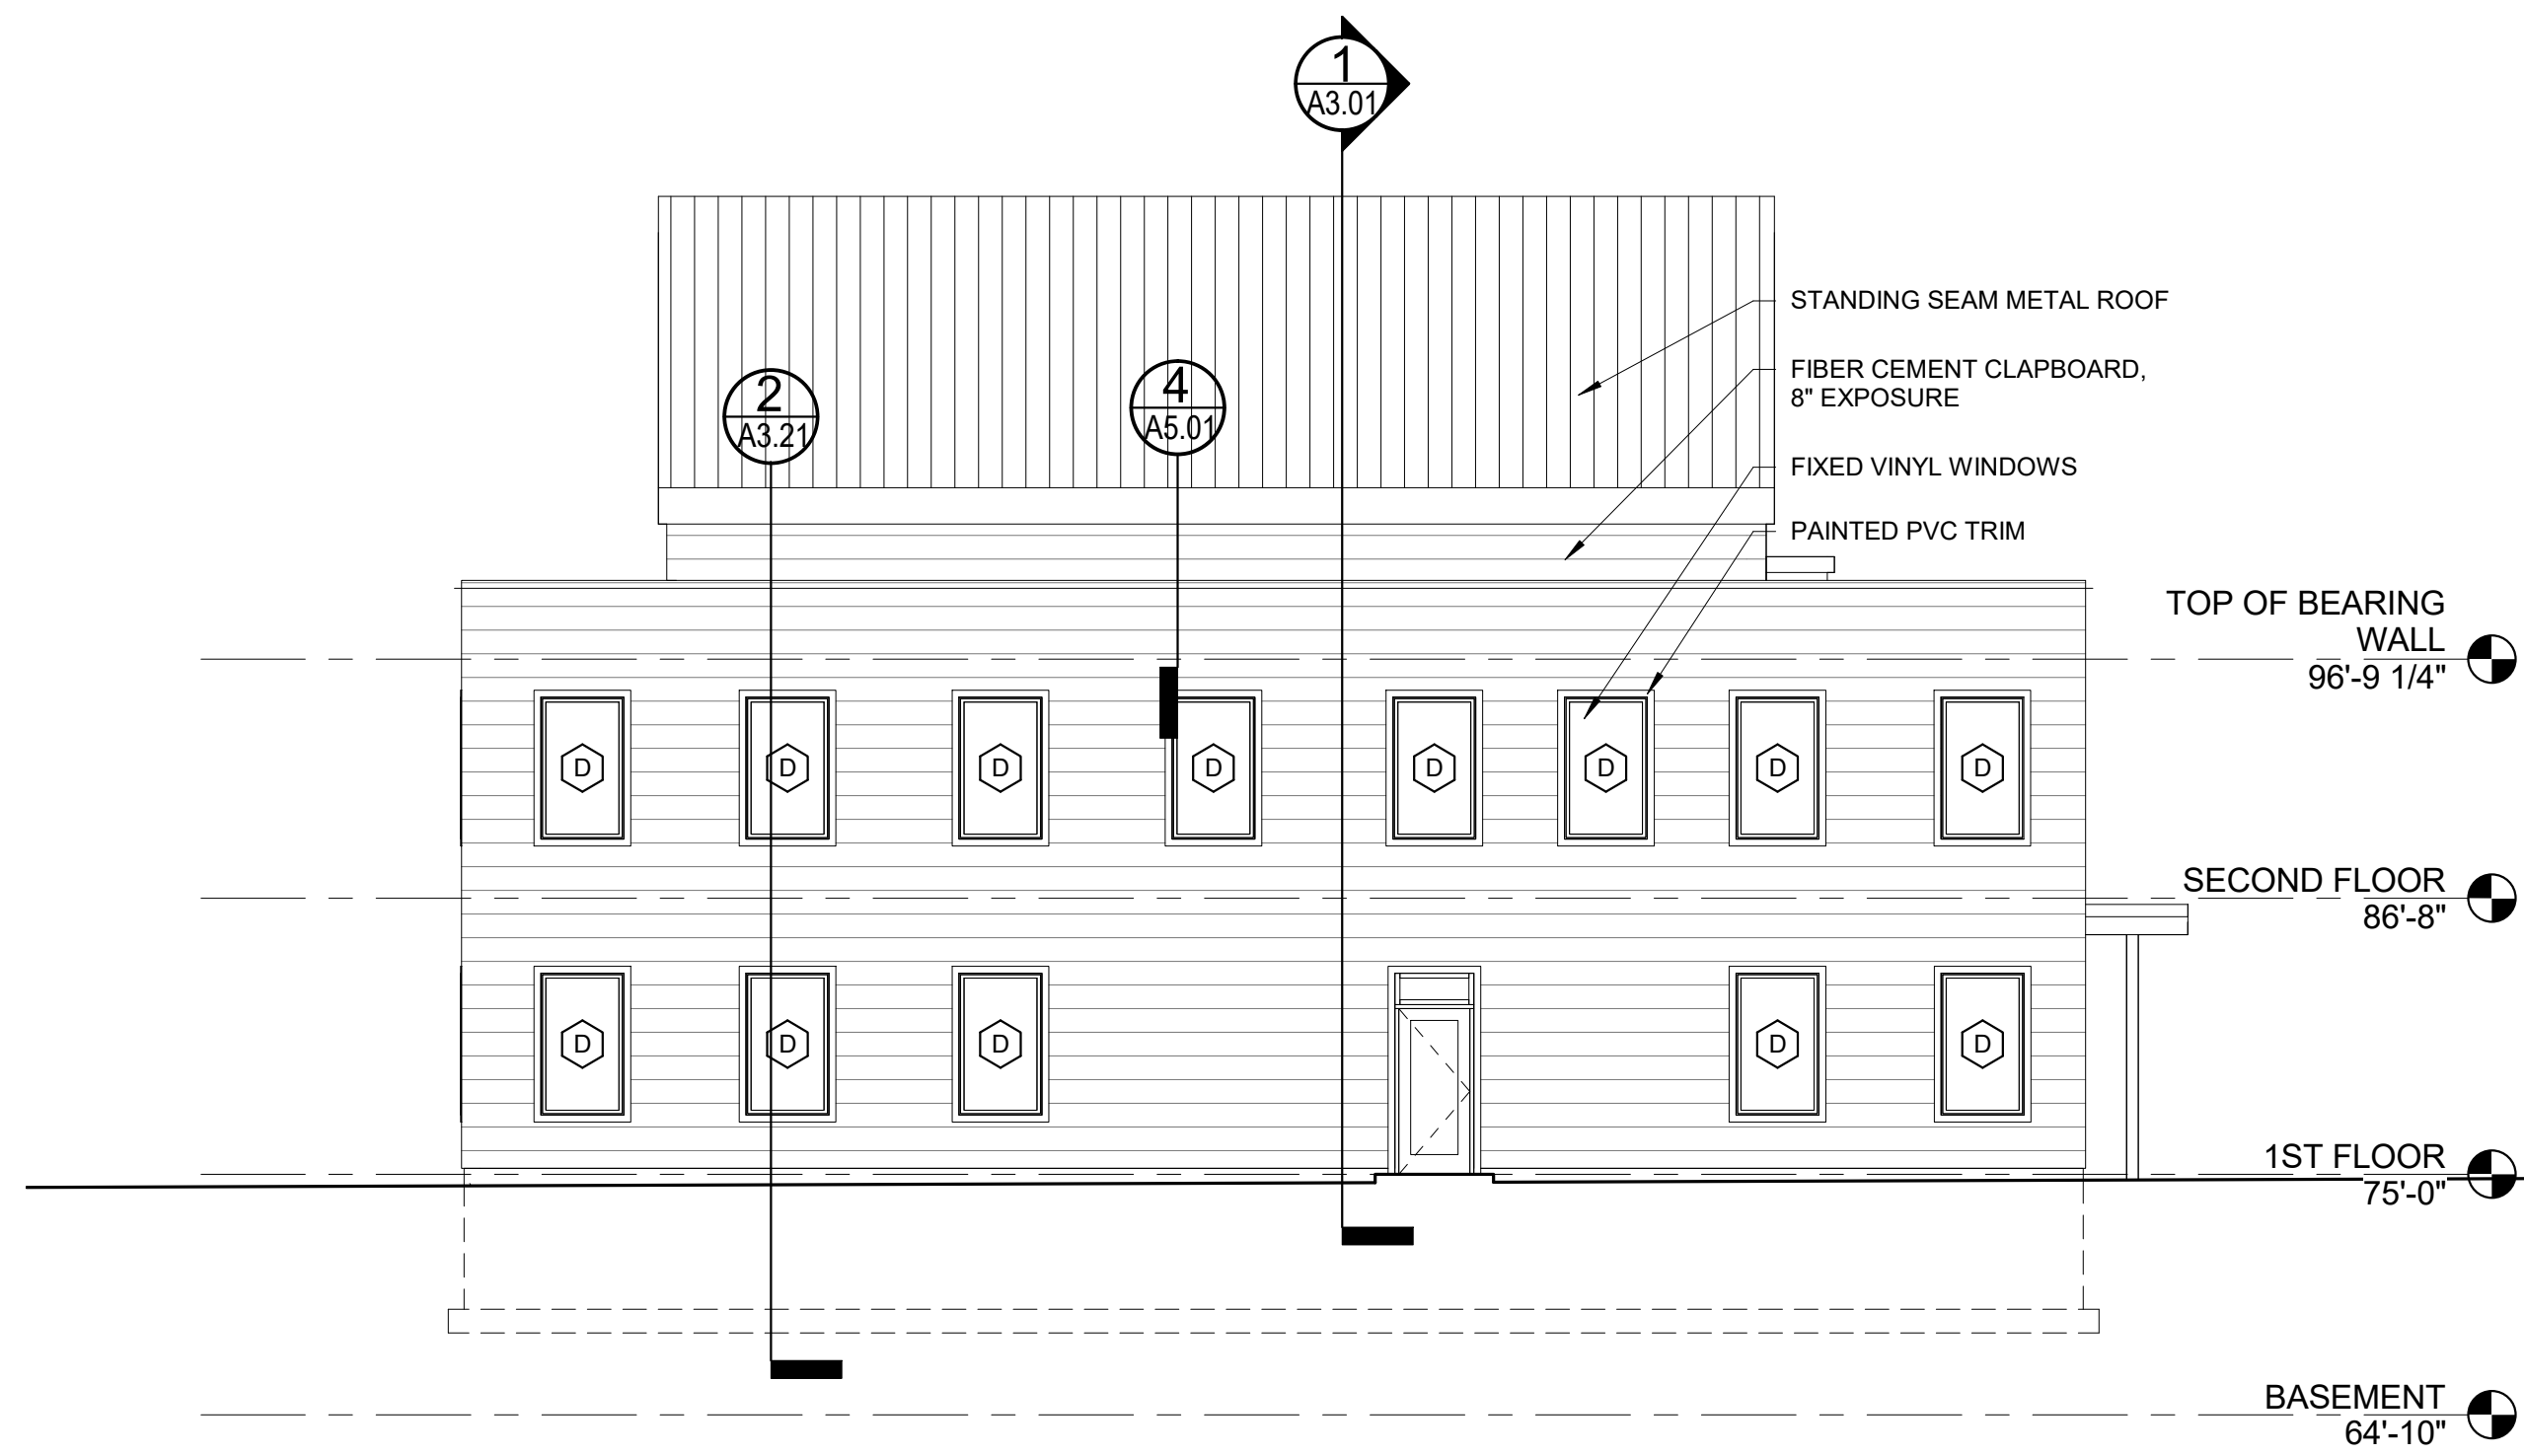 1
A3.01
STANDING SEAM METAL ROOF
FIBER CEMENT CLAPBOARD,
8" EXPOSURE
2
A3.21
4
A5.01
FIXED VINYL WINDOWS
PAINTED PVC TRIM
TOP OF BEARING
WALL
96'-9 1/4"
D D D D D D D D
SECOND FLOOR
86'-8"
D D D D D
1ST FLOOR
75'-0"
BASEMENT
64'-10"